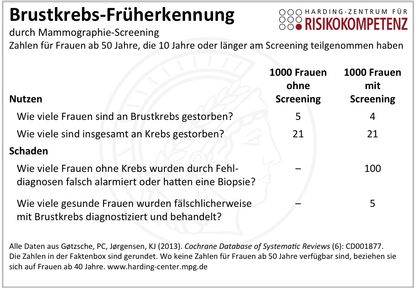 Brustkrebs-Früherkennung
durch Mammographie-Screening
Zahlen für Frauen ab 50 Jahre, die 10 Jahre oder länger am Screening teilgenommen haben
HARDING-ZENTRUM FÜR
RISIKOKOMPETENZ
1000 Frauen ohne Screening
1000 Frauen mit Screening
Nutzen
Wie viele Frauen sind an Brustkrebs gestorben? 5 4
Wie viele sind insgesamt an Krebs gestorben? 21 21
Schaden
Wie viele Frauen ohne Krebs wurden durch Fehl-
diagnosen falsch alarmiert oder hatten eine Biopsie? – 100
Wie viele gesunde Frauen wurden fälschlicherweise
mit Brustkrebs diagnostiziert und behandelt? – 5
Alle Daten aus Gøtzsche, PC, Jørgensen, KJ (2013). Cochrane Database of Systematic Reviews (6): CD001877.
Die Zahlen in der Faktenbox sind gerundet. Wo keine Zahlen für Frauen ab 50 Jahre verfügbar sind, beziehen sie
sich auf Frauen ab 40 Jahre. www.harding-center.mpg.de